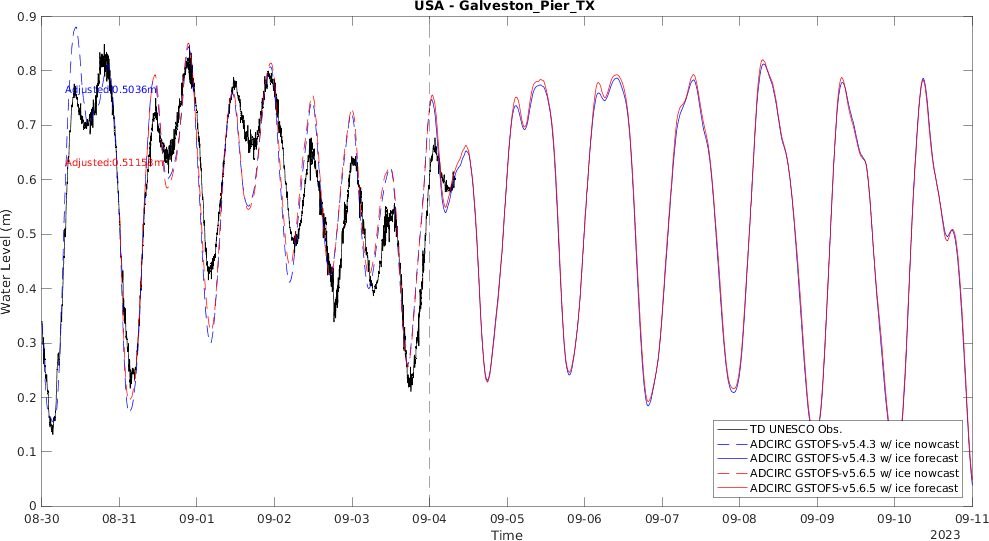 USA - Galveston_Pier_TX
0.9
0.8
0.7
0.6
0.5
0.4
0.3
0.2
0.1
0
Water Level (m)
Adjusted:0.5036m
TD UNESCO Obs.
ADCIRC GSTOFS-v5.4.3 w/ ice nowcast
ADCIRC GSTOFS-v5.4.3 w/ ice forecast
ADCIRC GSTOFS-v5.6.5 w/ ice nowcast
ADCIRC GSTOFS-v5.6.5 w/ ice forecast
08-30
08-31
09-01
09-02
09-03
09-04
09-05
09-06
09-07
09-08
09-09
09-10
09-11
Time
2023